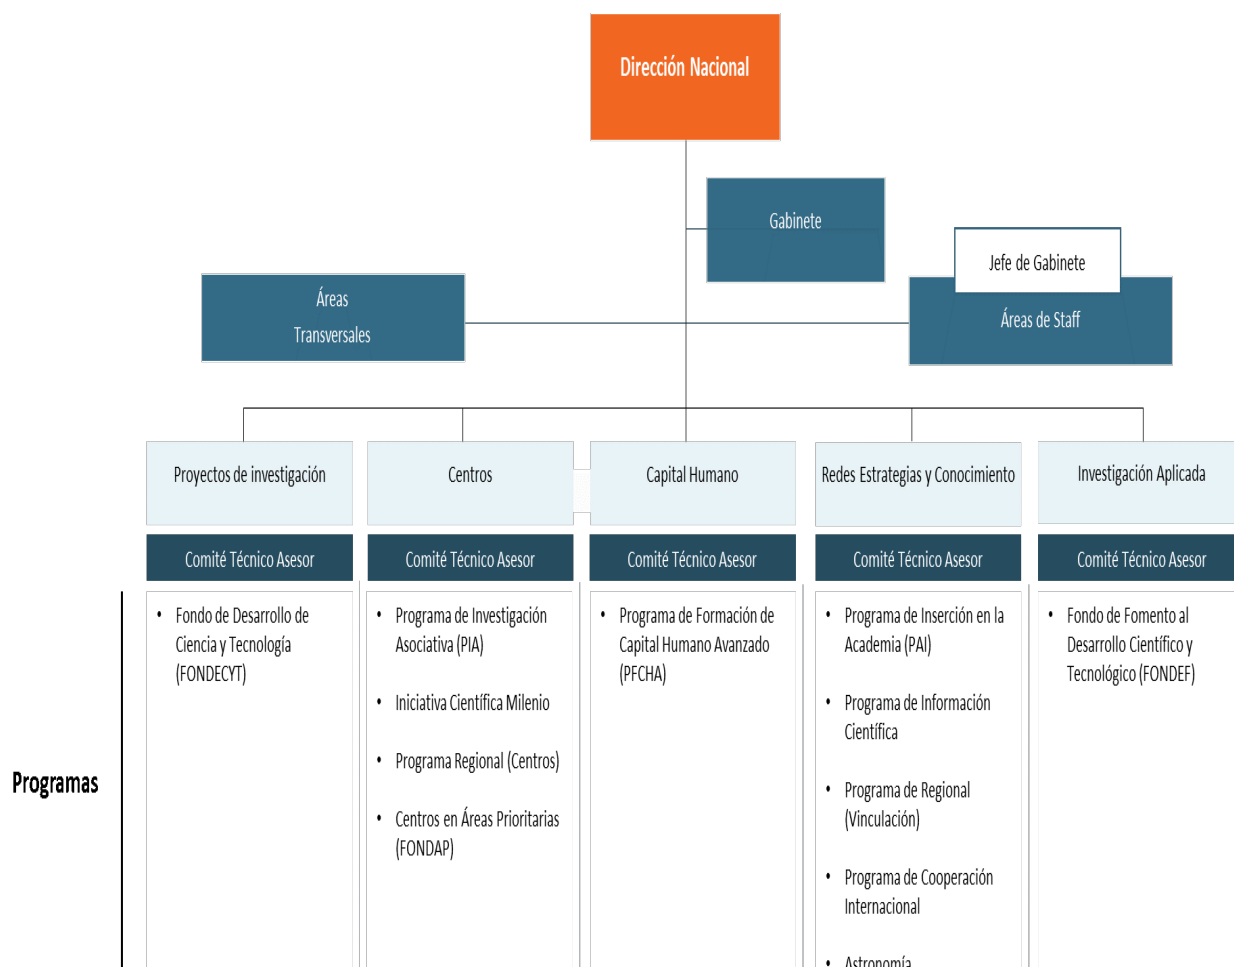 Dirección Nacional
Gabinete
Jefe de Gabinete
Áreas
Transversales
Áreas de Staff
Proyectos de investigación
Centros
Capital Humano
Redes Estrategias y Conocimiento
Investigación Aplicada
Comité Técnico Asesor
Comité Técnico Asesor
Comité Técnico Asesor
Comité Técnico Asesor
Comité Técnico Asesor
Programas
• Fondo de Desarrollo de
Ciencia y Tecnología
(FONDECYT)
• Programa de Investigación
Asociativa (PIA)
• Iniciativa Científica Milenio
• Programa Regional (Centros)
• Centros en Áreas Prioritarias
(FONDAP)
• Programa de Formación de
Capital Humano Avanzado
(PFCHA)
• Programa de Inserción en la
Academia (PAI)
• Programa de Información
Científica
• Programa de Regional
(Vinculación)
• Programa de Cooperación
Internacional
• Astronomía
• Fondo de Fomento al
Desarrollo Científico y
Tecnológico (FONDEF)